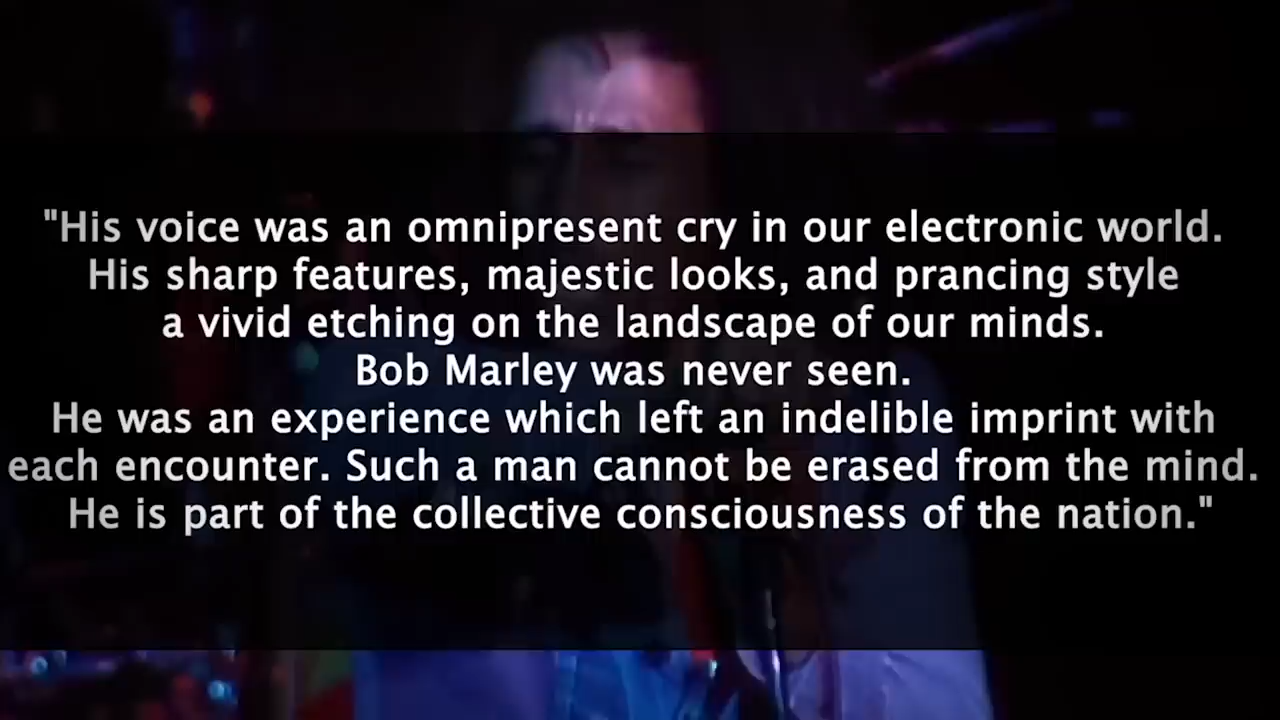 "His voice was an omnipresent cry in our electronic world.
His sharp features, majestic looks, and prancing style
a vivid etching on the landscape of our minds.
Bob Marley was never seen.
He was an experience which left an indelible imprint with
each encounter. Such a man cannot be erased from the mind.
He is part of the collective consciousness of the nation."